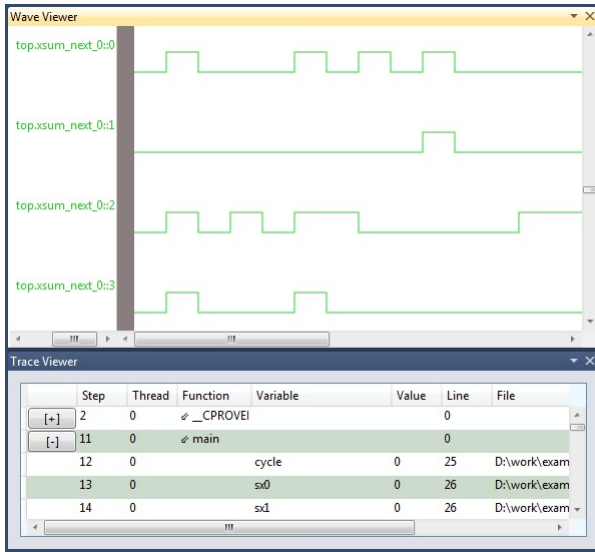 Wave Viewer
top.xsum_next_0::0
top.xsum_next_0::1
top.xsum_next_0::2
top.xsum_next_0::3
Trace Viewer
Step Thread Function Variable Value Line File
[+] 2 0 __CPROVEI 0
[-] 11 0 main 0
12 0 cycle 0 25 D:\work\exam
13 0 sx0 0 26 D:\work\exam
14 0 sx1 0 26 D:\work\exam